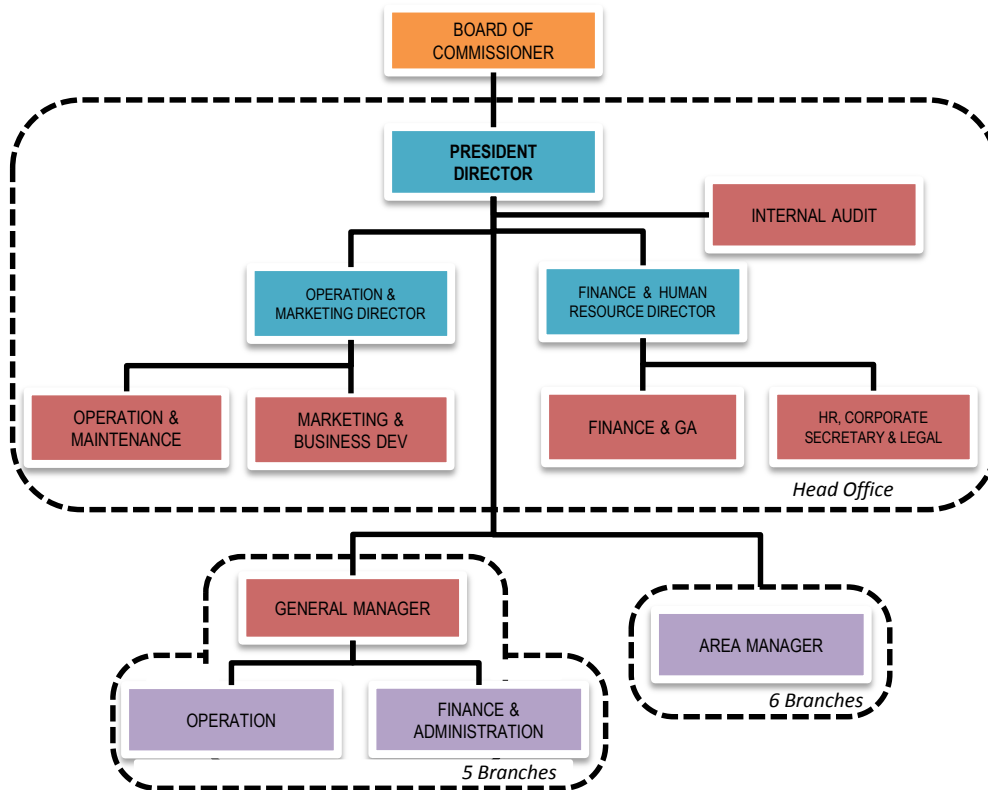 BOARD OF
COMMISSIONER
PRESIDENT
DIRECTOR
INTERNAL AUDIT
OPERATION &
MARKETING DIRECTOR
FINANCE & HUMAN
RESOURCE DIRECTOR
OPERATION &
MAINTENANCE
MARKETING &
BUSINESS DEV
FINANCE & GA
HR, CORPORATE
SECRETARY & LEGAL
Head Office
GENERAL MANAGER
AREA MANAGER
6 Branches
OPERATION
FINANCE &
ADMINISTRATION
5 Branches